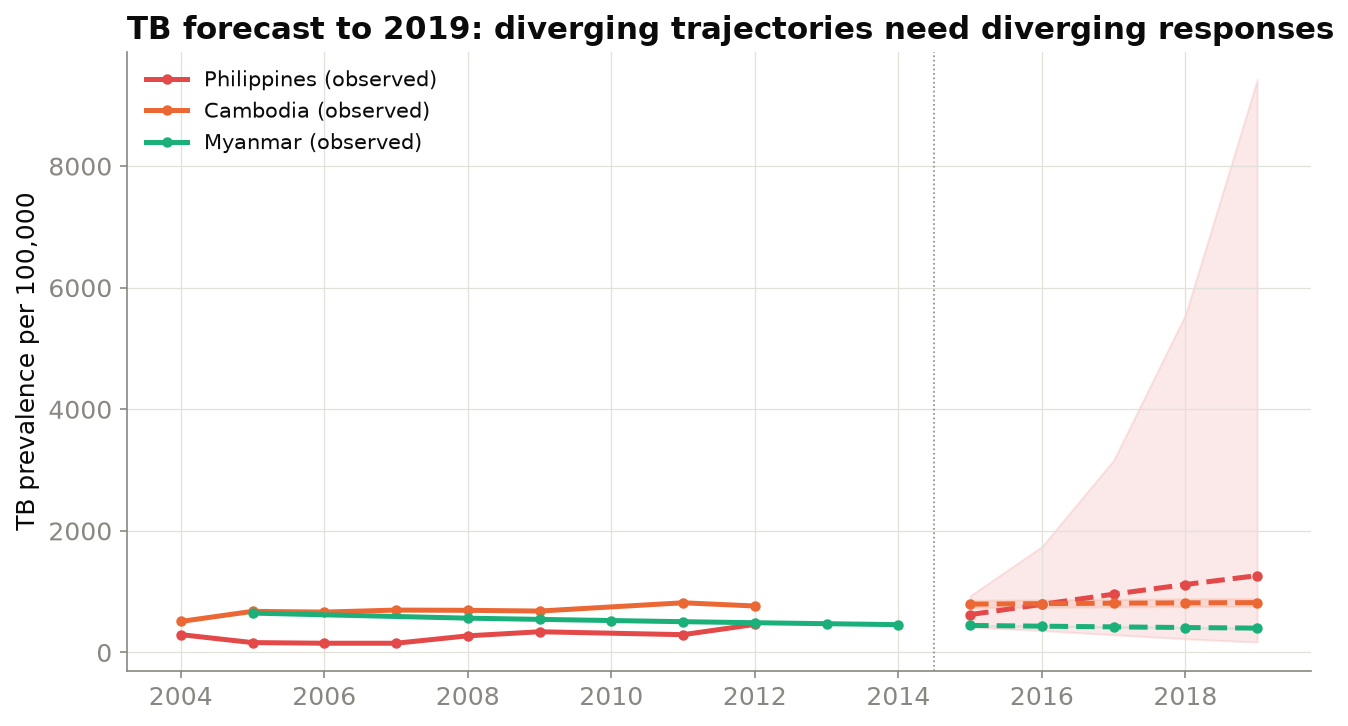 TB forecast to 2019: diverging trajectories need diverging responses
Philippines (observed)
Cambodia (observed)
Myanmar (observed)
TB prevalence per 100,000
8000
6000
4000
2000
0
2004 2006 2008 2010 2012 2014 2016 2018